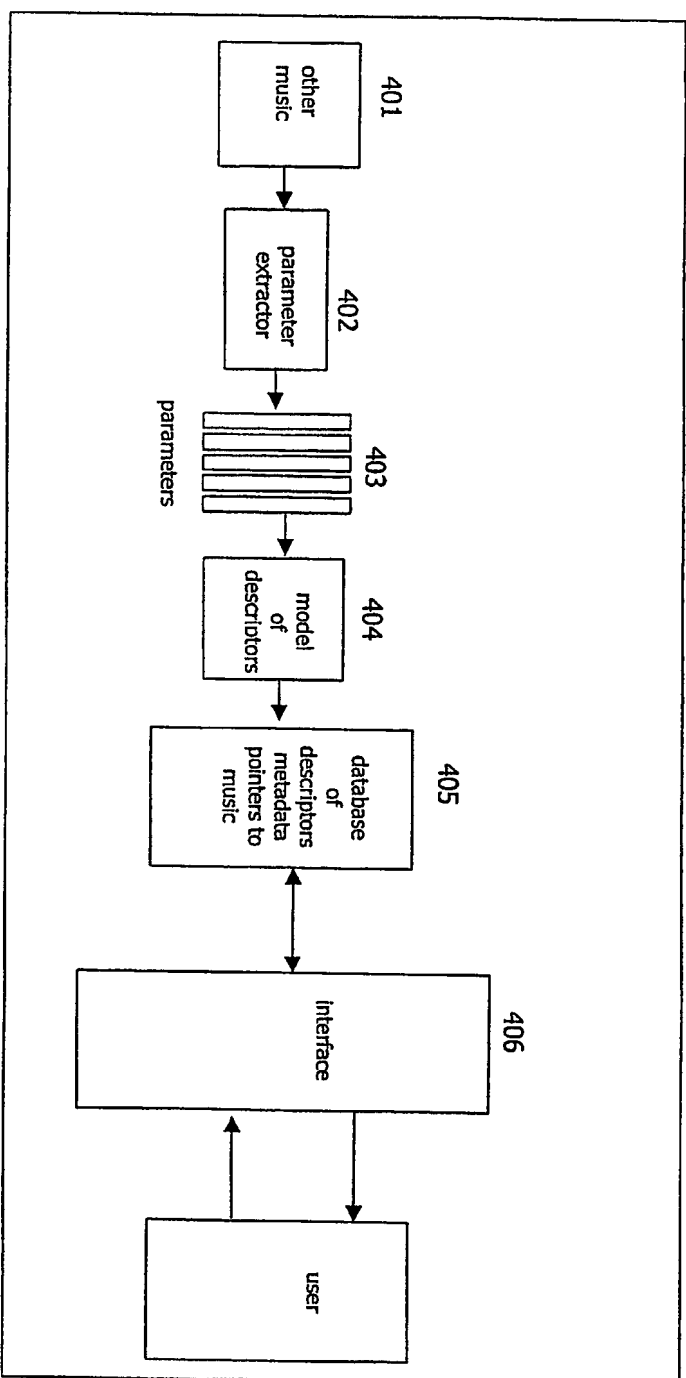 401
other
music
402
parameter
extractor
403
parameters
404
model
of
descriptors
405
database
of
descriptors
metadata
pointers to
music
406
interface
user